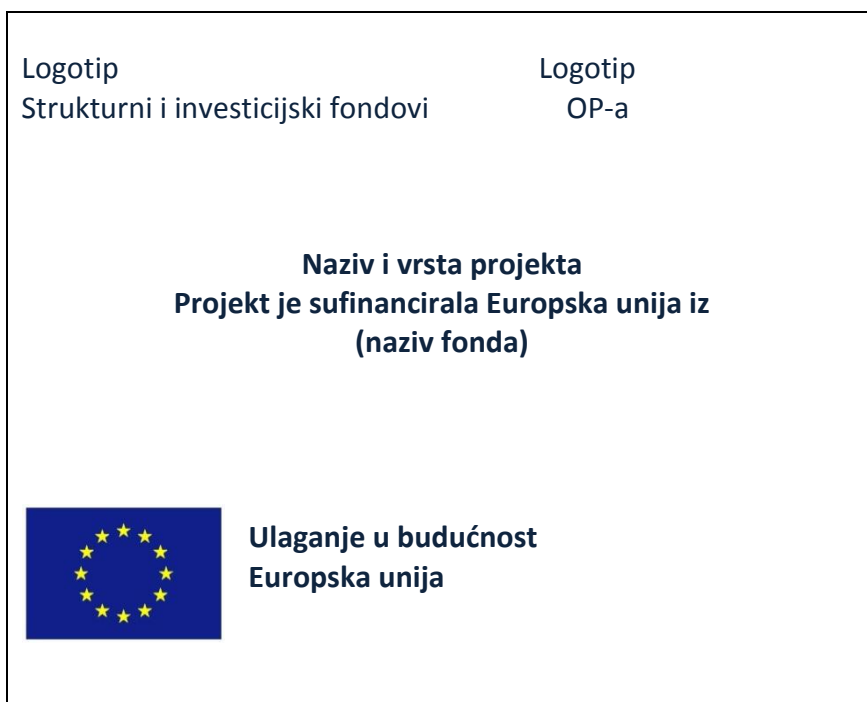 Logotip Logotip
Strukturni i investicijski fondovi OP-a
Naziv i vrsta projekta
Projekt je sufinancirala Europska unija iz
(naziv fonda)
Ulaganje u budućnost
Europska unija